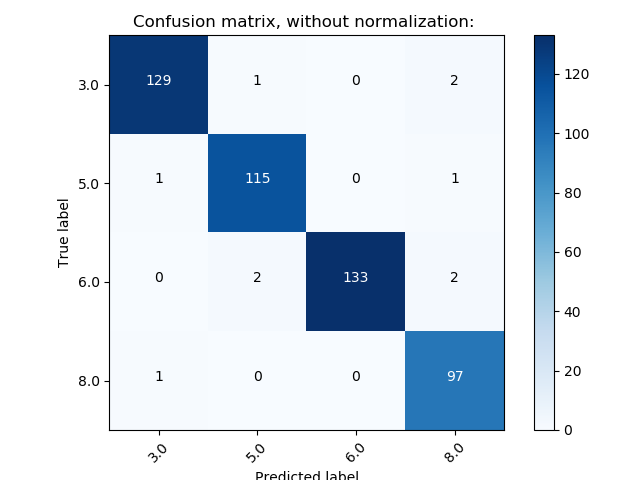 Confusion matrix, without normalization:
3.0 129 1 0 2
5.0 1 115 0 1
6.0 0 2 133 2
8.0 1 0 0 97
3.0 5.0 6.0 8.0
True label
Predicted label
120
100
80
60
40
20
0